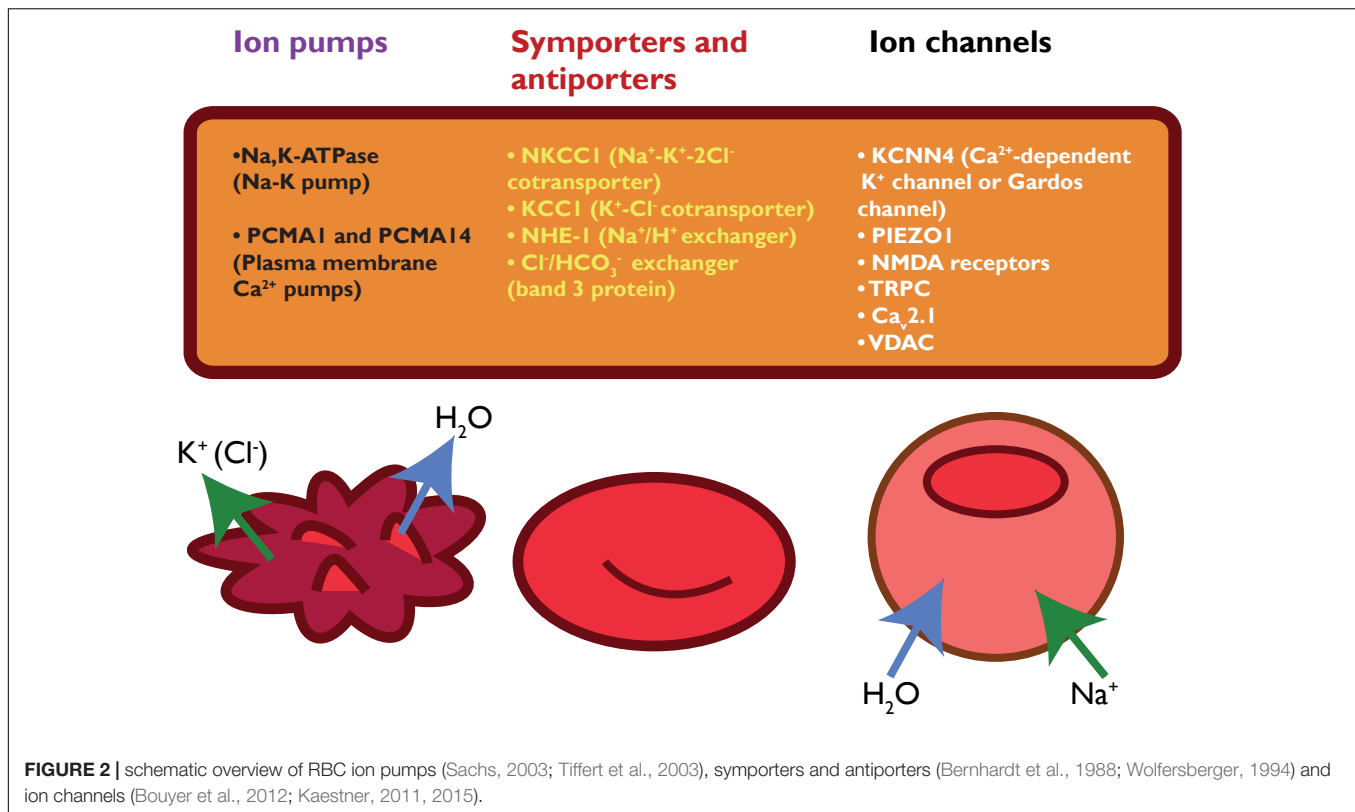 Ion pumps
Symporters and
antiporters
Ion channels
•Na,K-ATPase
(Na-K pump)
• PCMA1 and PCMA14
(Plasma membrane
Ca²⁺ pumps)
• NKCC1 (Na⁺-K⁺-2Cl⁻
cotransporter)
• KCC1 (K⁺-Cl⁻ cotransporter)
• NHE-1 (Na⁺/H⁺ exchanger)
• Cl⁻/HCO₃⁻ exchanger
(band 3 protein)
• KCNN4 (Ca²⁺-dependent
K⁺ channel or Gardos
channel)
• PIEZO1
• NMDA receptors
• TRPC
• Caᵥ2.1
• VDAC
K⁺ (Cl⁻)
H₂O
H₂O
Na⁺
FIGURE 2 | schematic overview of RBC ion pumps (Sachs, 2003; Tiffert et al., 2003), symporters and antiporters (Bernhardt et al., 1988; Wolfersberger, 1994) and
ion channels (Bouyer et al., 2012; Kaestner, 2011, 2015).